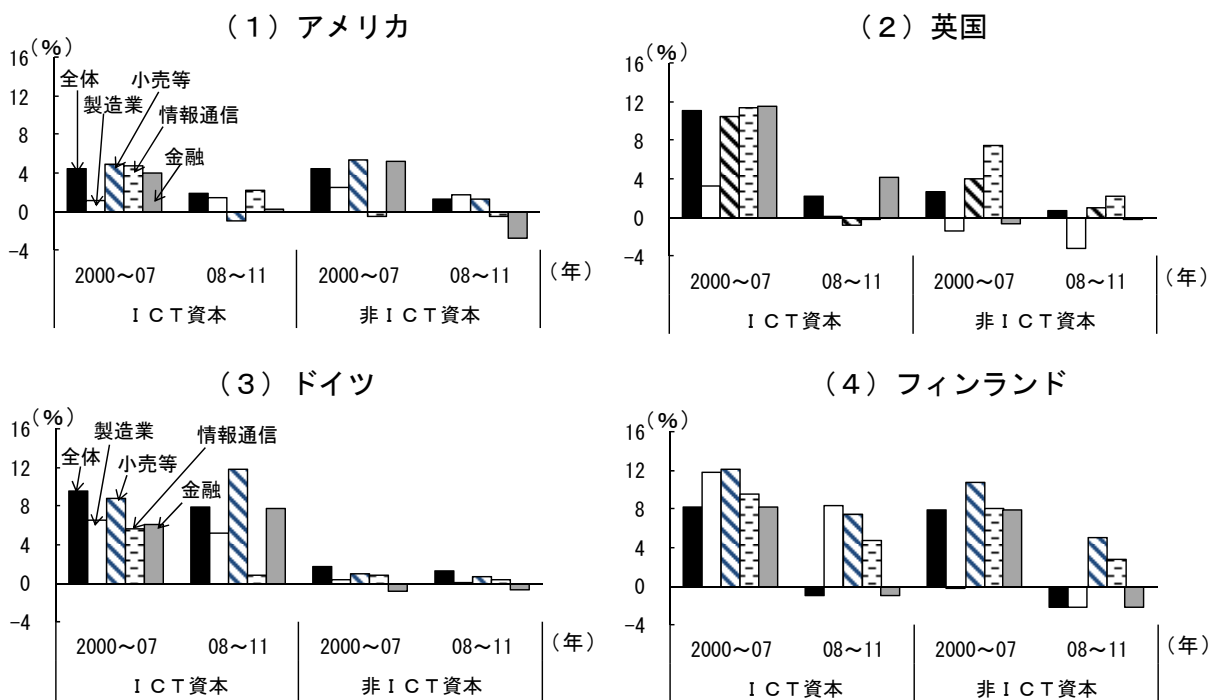 （１）アメリカ
(%)
16
12
8
4
0
-4
全体
製造業
小売等
情報通信
金融
2000～07
08～11
2000～07
08～11
（年）
ＩＣＴ資本
非ＩＣＴ資本
（２）英国
(%)
16
12
8
4
0
-4
2000～07
08～11
2000～07
08～11
（年）
ＩＣＴ資本
非ＩＣＴ資本
（３）ドイツ
(%)
16
12
8
4
0
-4
全体
製造業
小売等
情報通信
金融
2000～07
08～11
2000～07
08～11
（年）
ＩＣＴ資本
非ＩＣＴ資本
（４）フィンランド
(%)
16
12
8
4
0
-4
2000～07
08～11
2000～07
08～11
（年）
ＩＣＴ資本
非ＩＣＴ資本